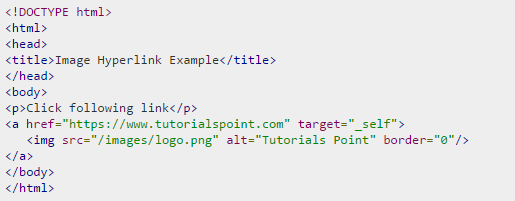 <!DOCTYPE html>
<html>
<head>
<title>Image Hyperlink Example</title>
</head>
<body>
<p>Click following link</p>
<a href="https://www.tutorialspoint.com" target="_self">
<img src="/images/logo.png" alt="Tutorials Point" border="0"/>
</a>
</body>
</html>